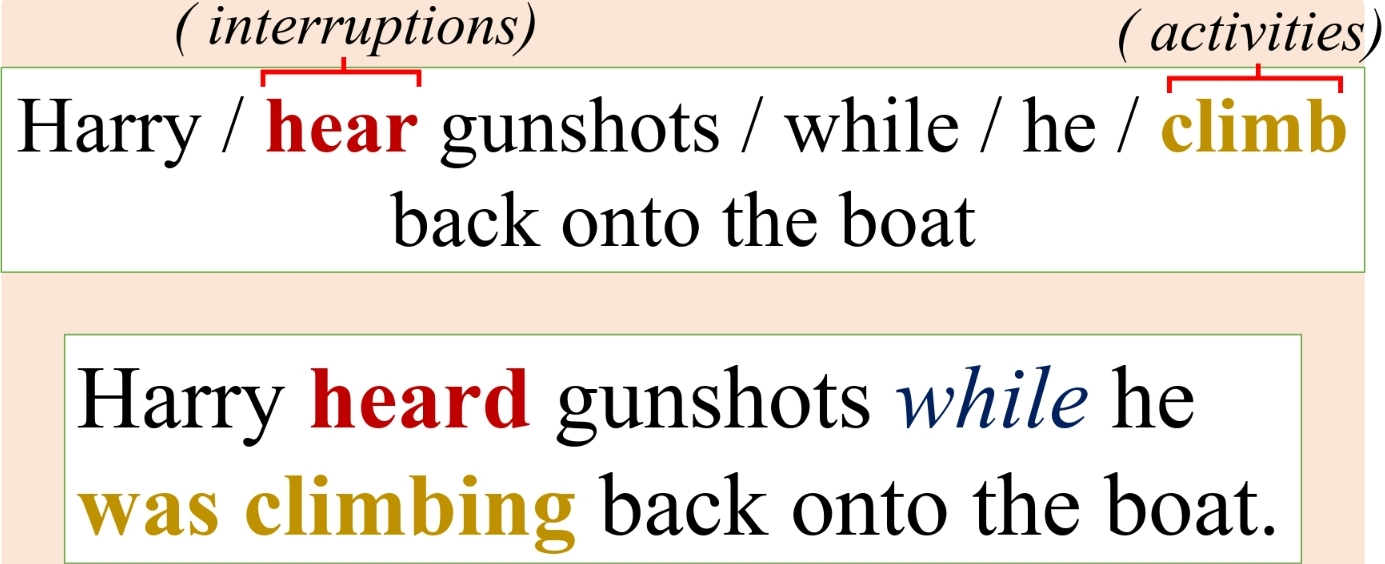 ( interruptions)
( activities)
Harry / hear gunshots / while / he / climb
back onto the boat
Harry heard gunshots while he
was climbing back onto the boat.